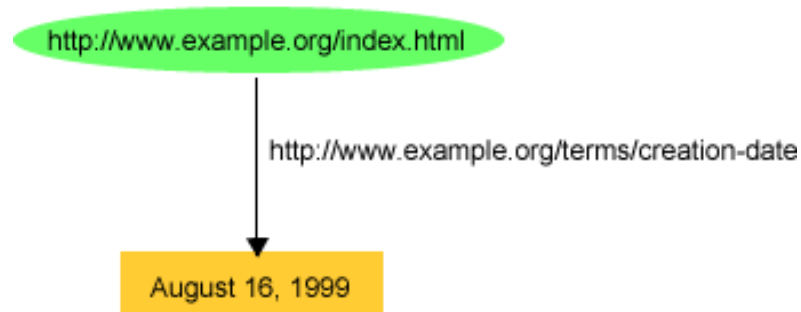 http://www.example.org/index.html
http://www.example.org/terms/creation-date
August 16, 1999